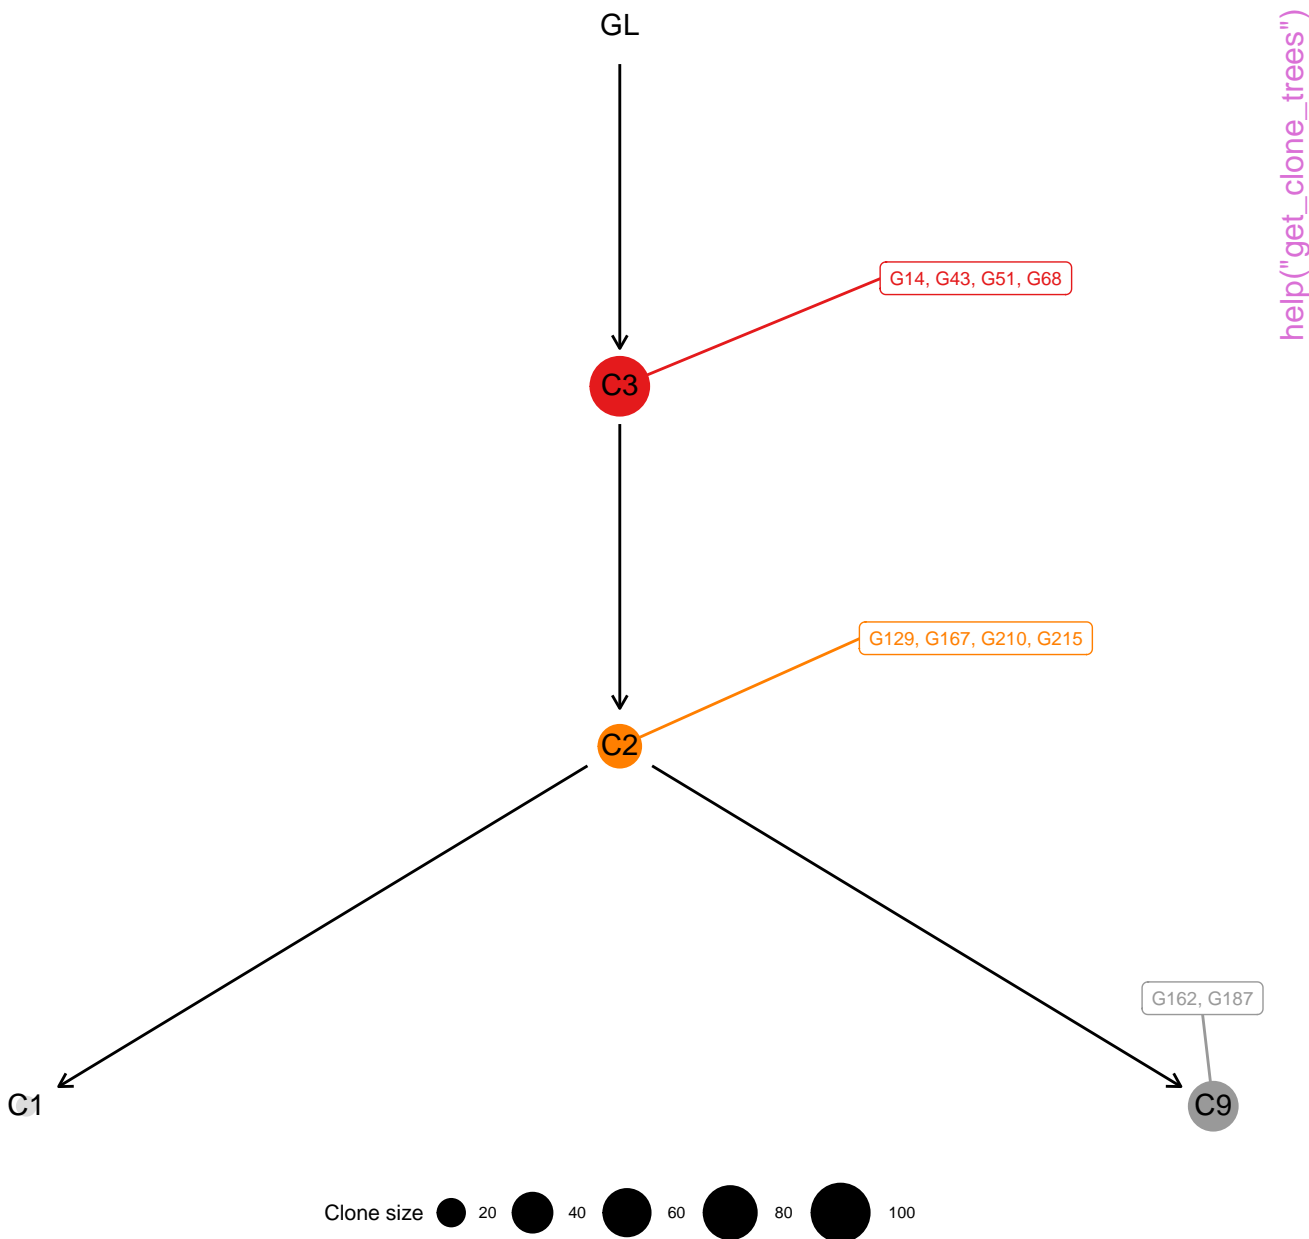 GL
help("get_clone_trees")
G14, G43, G51, G68
C3
G129, G167, G210, G215
C2
G162, G187
C1
C9
Clone size 20 40 60 80 100